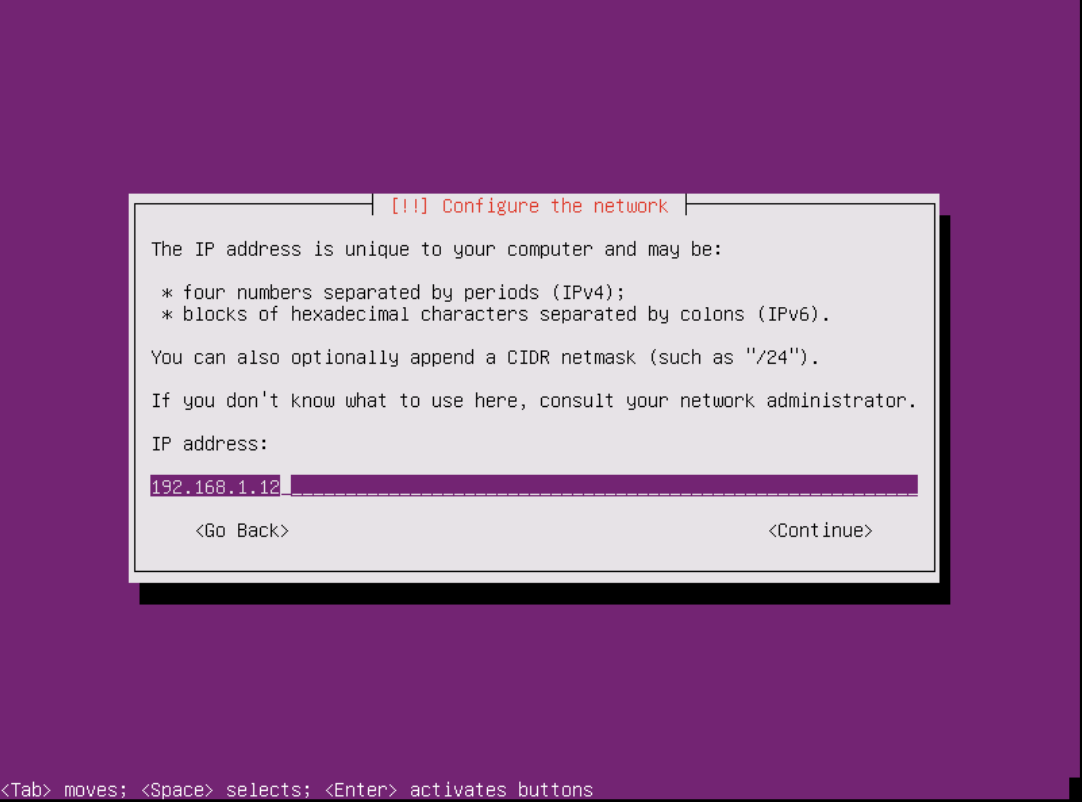 [!!] Configure the network
The IP address is unique to your computer and may be:
* four numbers separated by periods (IPv4);
* blocks of hexadecimal characters separated by colons (IPv6).
You can also optionally append a CIDR netmask (such as "/24").
If you don't know what to use here, consult your network administrator.
IP address:
192.168.1.12
<Go Back> <Continue>
<Tab> moves; <Space> selects; <Enter> activates buttons